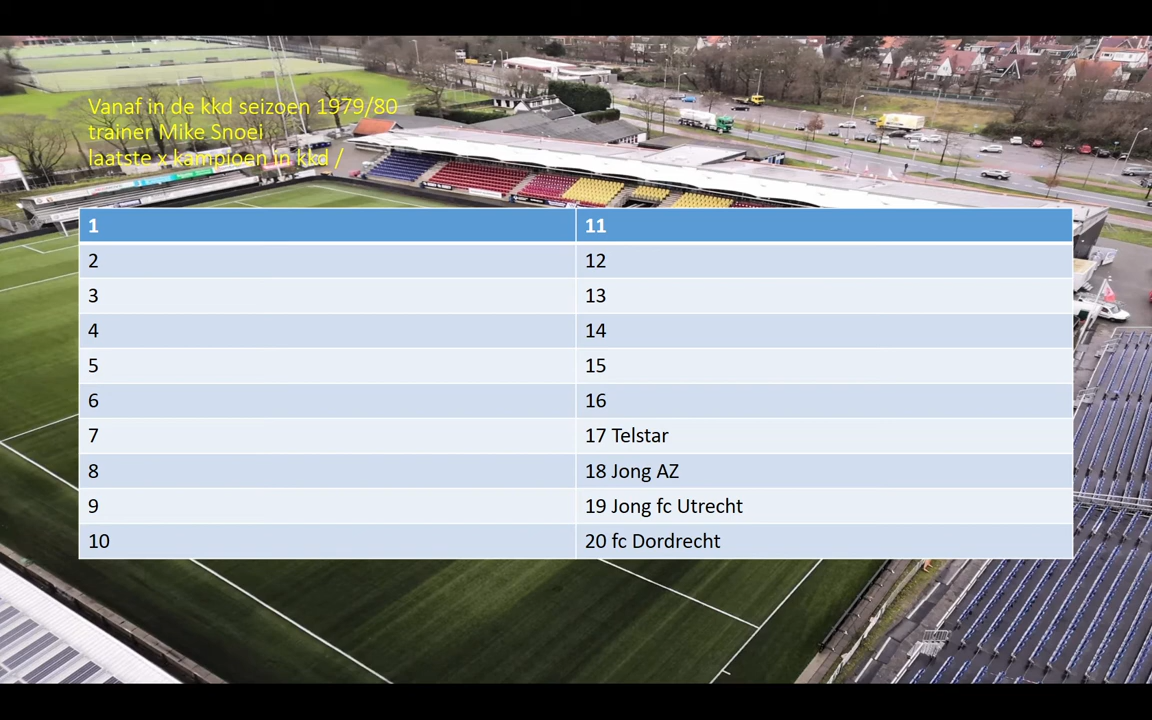 Vanaf in de kkd seizoen 1979/80
trainer Mike Snoei
laatste x kampioen in kkd /
1 11
2 12
3 13
4 14
5 15
6 16
7 17 Telstar
8 18 Jong AZ
9 19 Jong fc Utrecht
10 20 fc Dordrecht